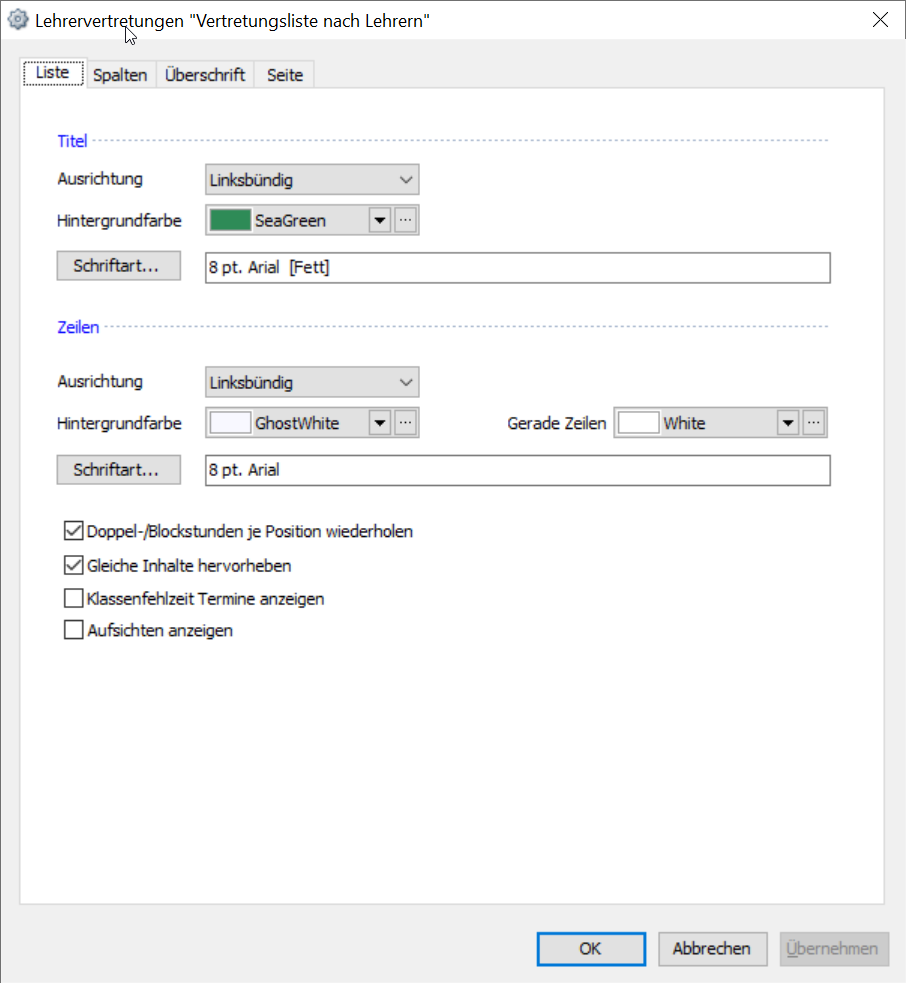 Lehrervertretungen "Vertretungsliste nach Lehrern"
Liste Spalten Überschrift Seite
Titel
Ausrichtung Linksbündig
Hintergrundfarbe SeaGreen ...
Schriftart... 8 pt. Arial [Fett]
Zeilen
Ausrichtung Linksbündig
Hintergrundfarbe GhostWhite ... Gerade Zeilen White ...
Schriftart... 8 pt. Arial
Doppel-/Blockstunden je Position wiederholen
Gleiche Inhalte hervorheben
Klassenfehlzeit Termine anzeigen
Aufsichten anzeigen
OK Abbrechen Übernehmen